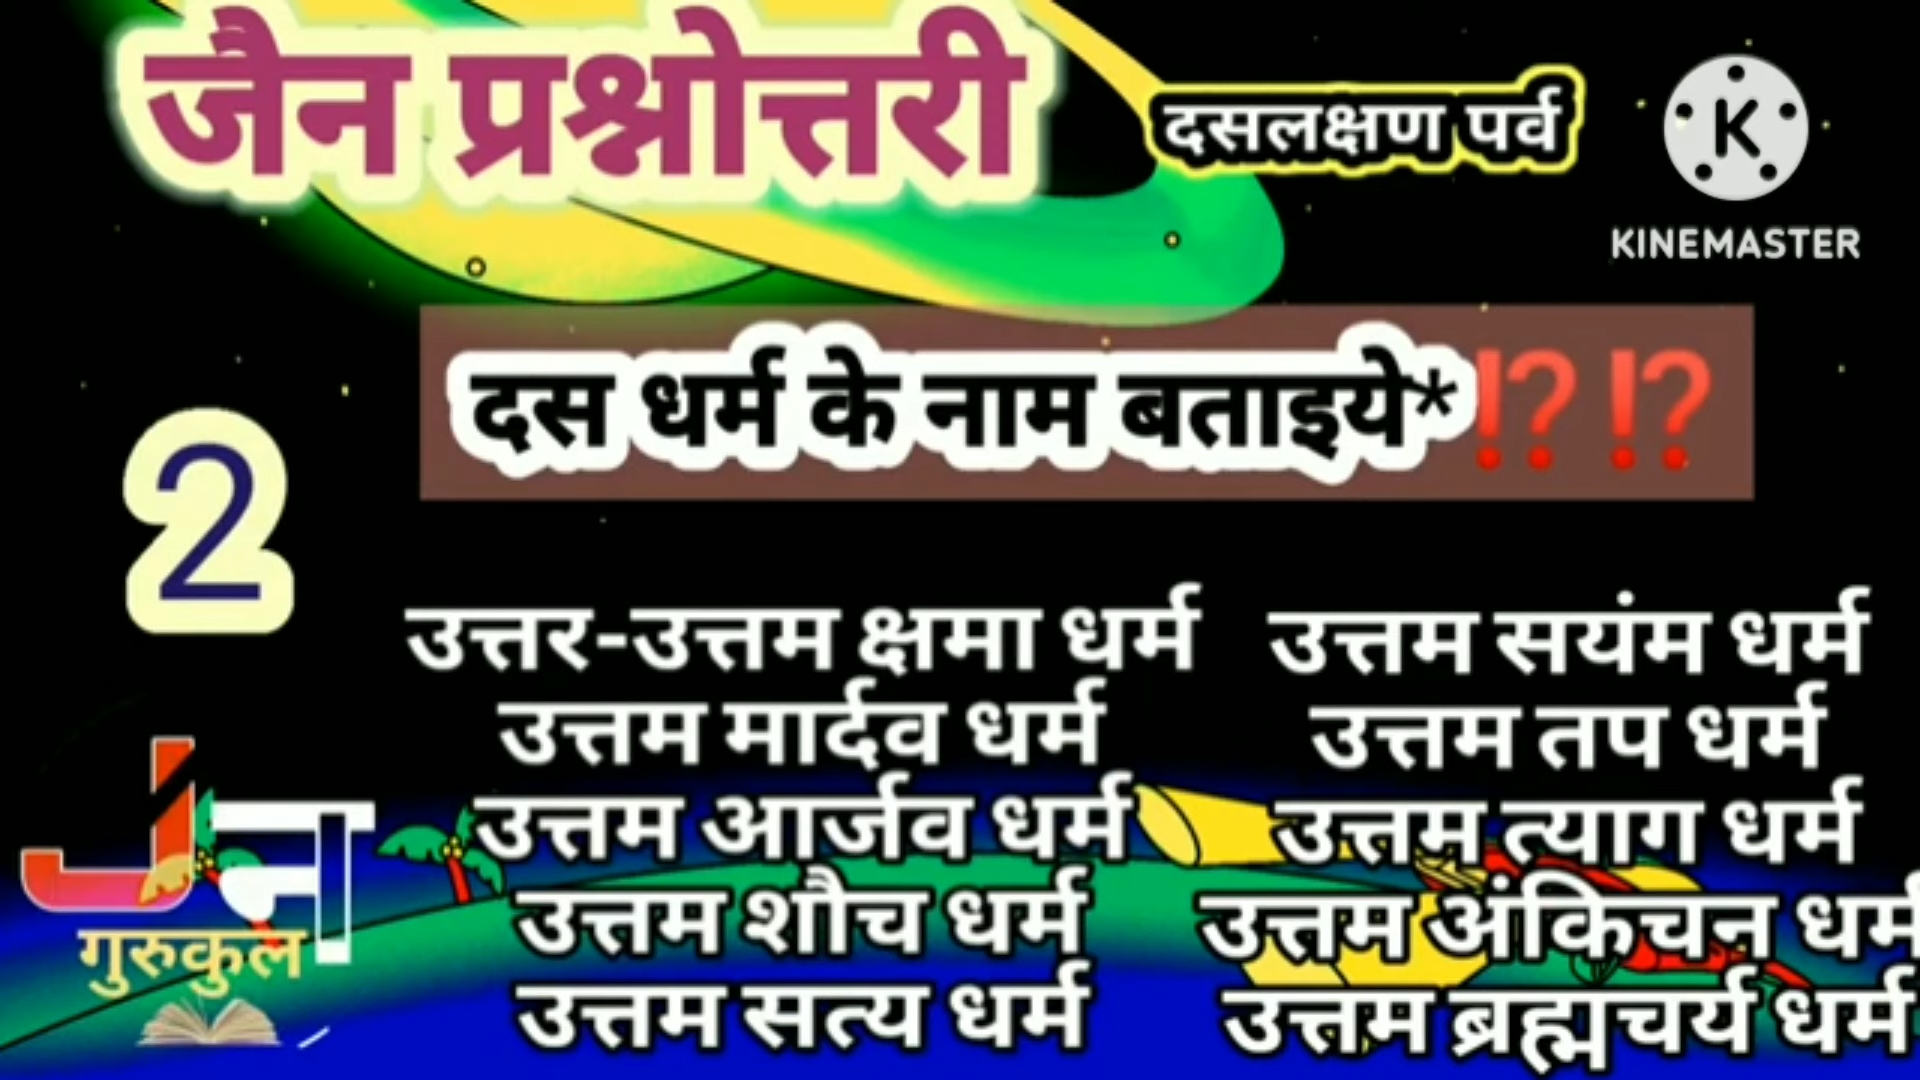 जैन प्रश्नोत्तरी
दसलक्षण पर्व
K
KINEMASTER
दस धर्म के नाम बताइये*⁉️⁉️
2
उत्तर-उत्तम क्षमा धर्म
उत्तम मार्दव धर्म
उत्तम आर्जव धर्म
उत्तम शौच धर्म
उत्तम सत्य धर्म
उत्तम सयंम धर्म
उत्तम तप धर्म
उत्तम त्याग धर्म
उत्तम अंकिचन धर्म
उत्तम ब्रह्मचर्य धर्म
Jन
गुरुकुल